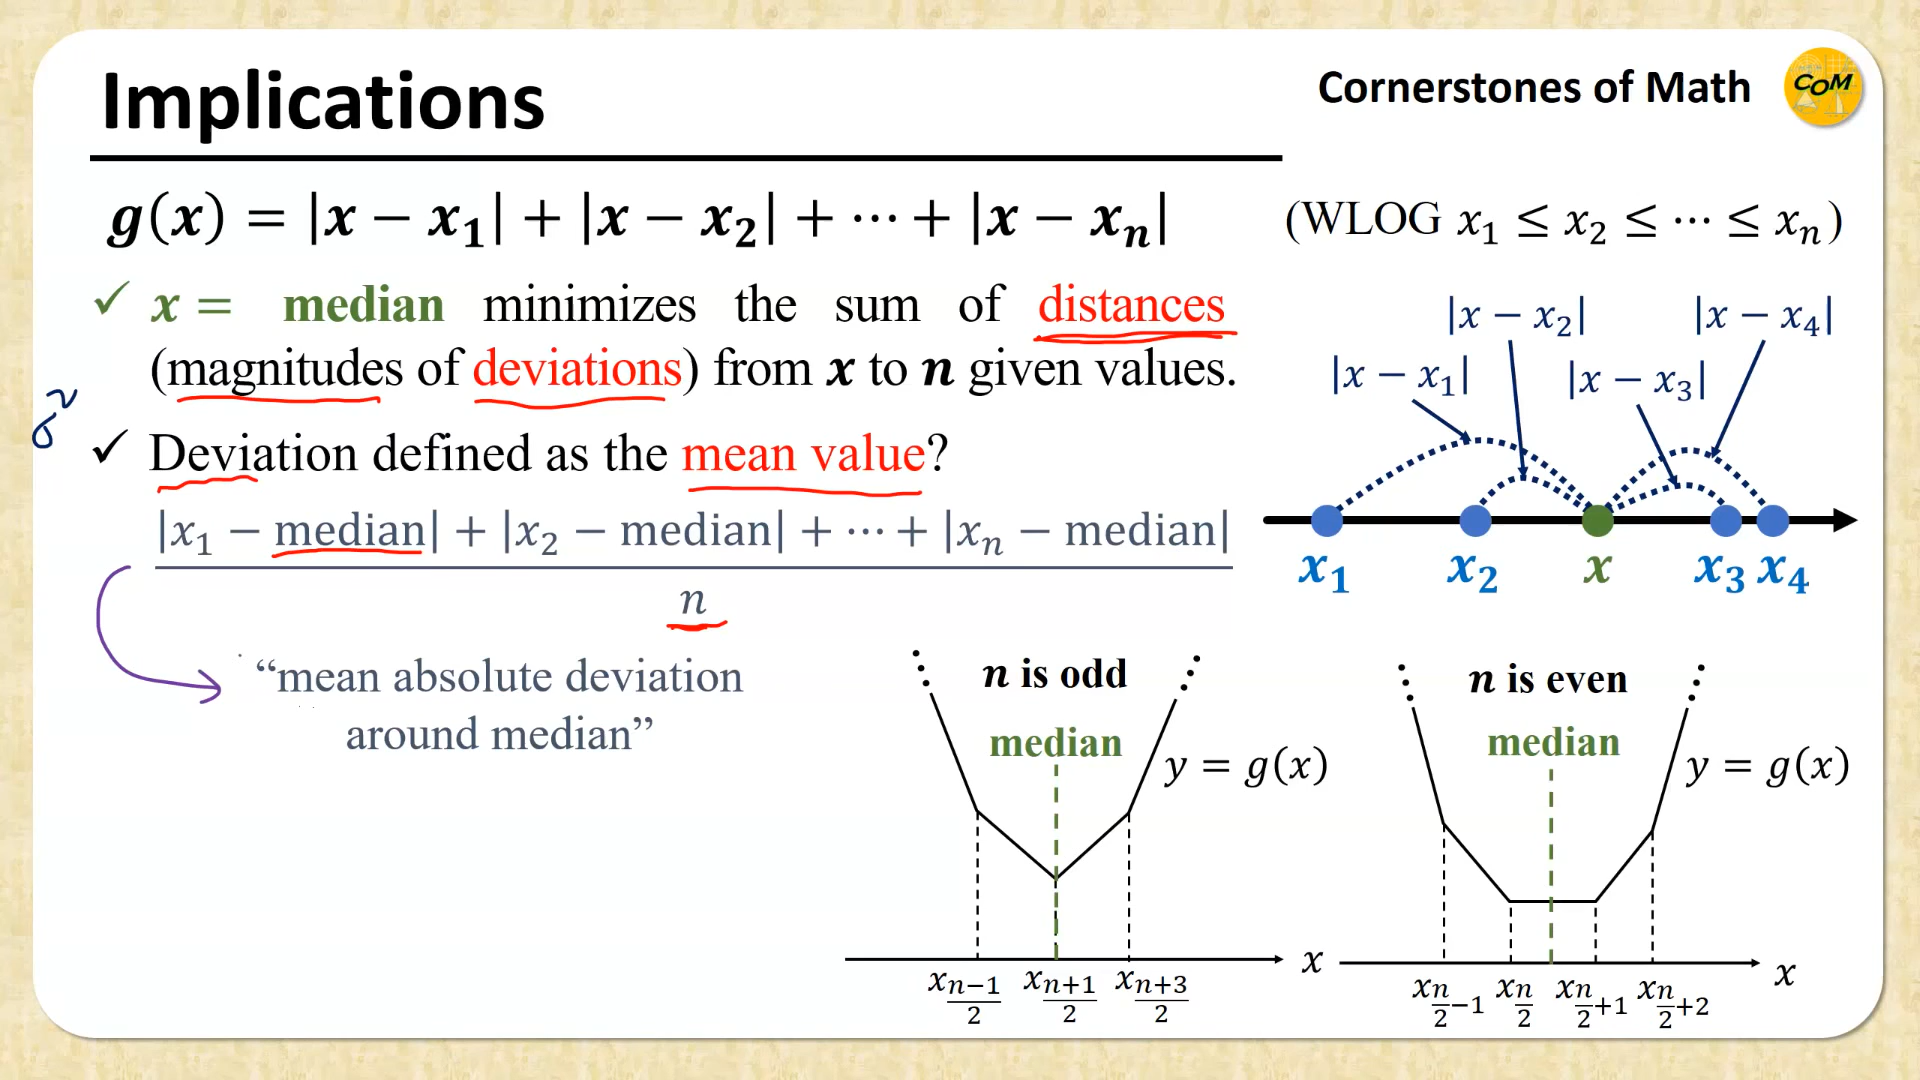 Implications
Cornerstones of Math
COM
g(x) = |x − x₁| + |x − x₂| + ⋯ + |x − xₙ|
(WLOG x₁ ≤ x₂ ≤ ⋯ ≤ xₙ)
✓ x = median minimizes the sum of distances
(magnitudes of deviations) from x to n given values.
σ²
✓ Deviation defined as the mean value?
|x₁ − median| + |x₂ − median| + ⋯ + |xₙ − median|
n
“mean absolute deviation
around median”
|x − x₂| |x − x₄|
|x − x₁| |x − x₃|
x₁ x₂ x x₃ x₄
n is odd
median
y = g(x)
x
x_{(n−1)/2} x_{(n+1)/2} x_{(n+3)/2}
n is even
median
y = g(x)
x
x_{n/2−1} x_{n/2} x_{n/2+1} x_{n/2+2}